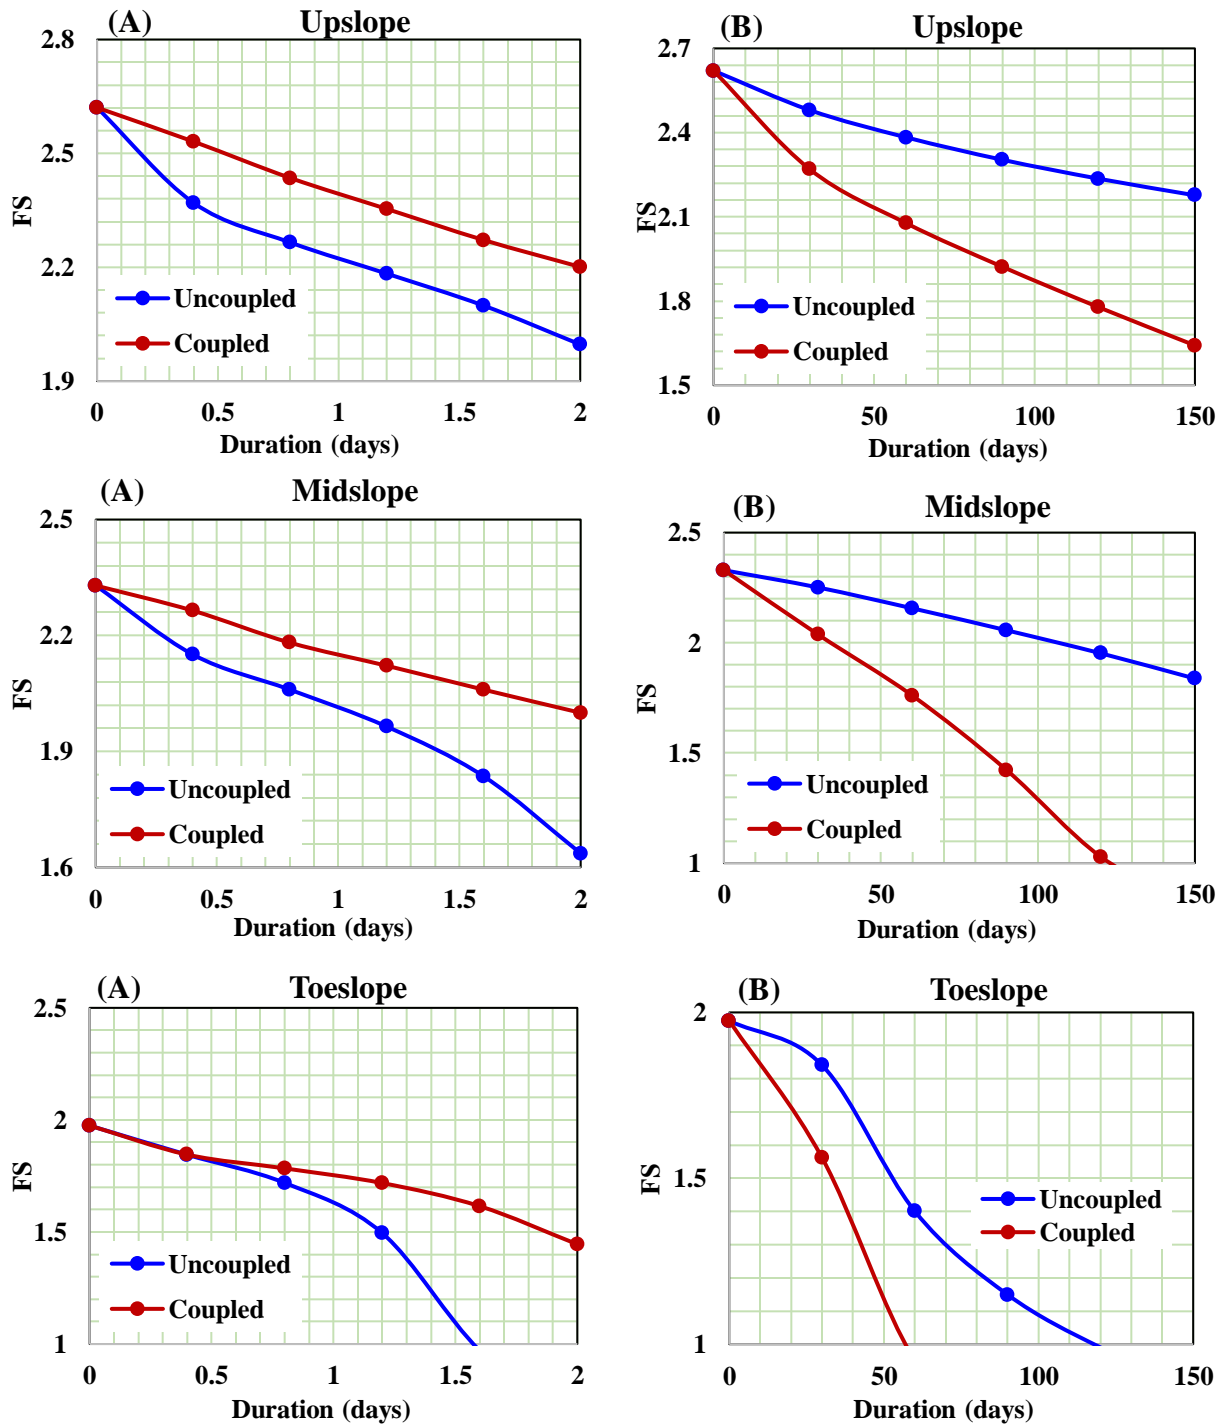 (A) Upslope
2.8
2.5
2.2
1.9
FS
Uncoupled
Coupled
0 0.5 1 1.5 2
Duration (days)
(B) Upslope
2.7
2.4
2.1
1.8
1.5
FS
Uncoupled
Coupled
0 50 100 150
Duration (days)
(A) Midslope
2.5
2.2
1.9
1.6
FS
Uncoupled
Coupled
0 0.5 1 1.5 2
Duration (days)
(B) Midslope
2.5
2
1.5
1
FS
Uncoupled
Coupled
0 50 100 150
Duration (days)
(A) Toeslope
2.5
2
1.5
1
FS
Uncoupled
Coupled
0 0.5 1 1.5 2
Duration (days)
(B) Toeslope
2
1.5
1
FS
Uncoupled
Coupled
0 50 100 150
Duration (days)